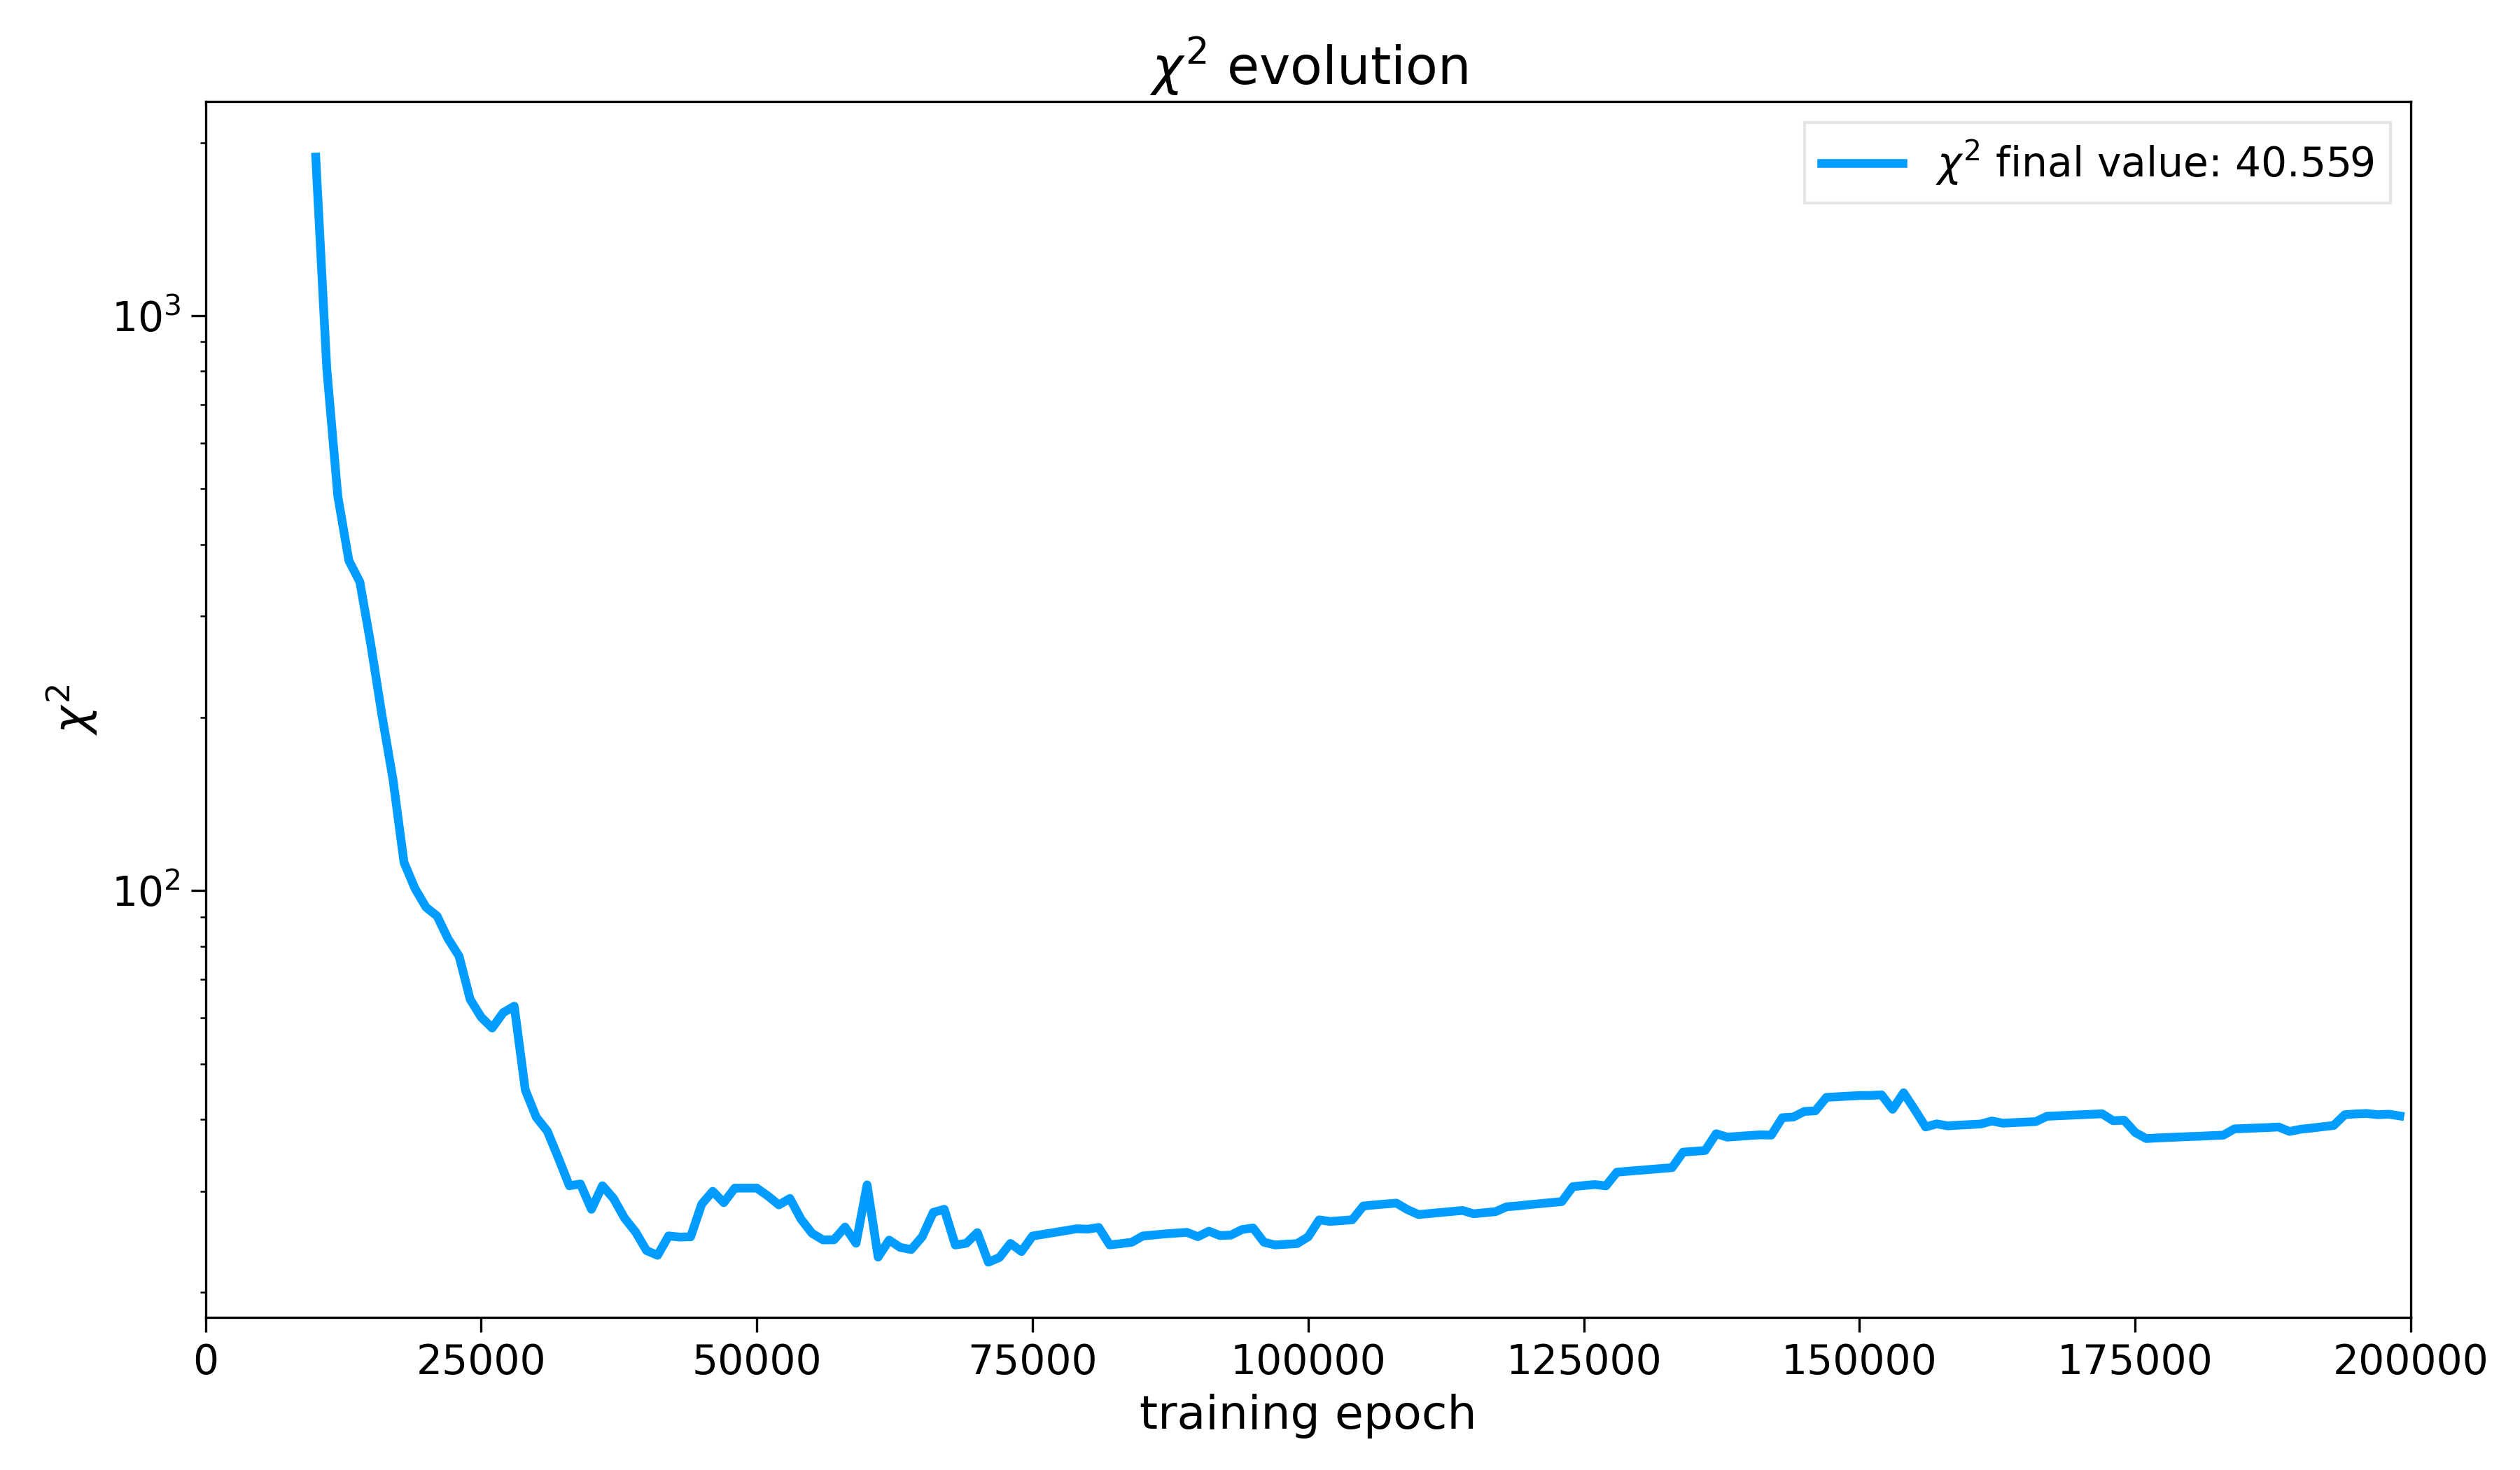 χ² evolution
χ² final value: 40.559
10³
10²
χ²
0 25000 50000 75000 100000 125000 150000 175000 200000
training epoch